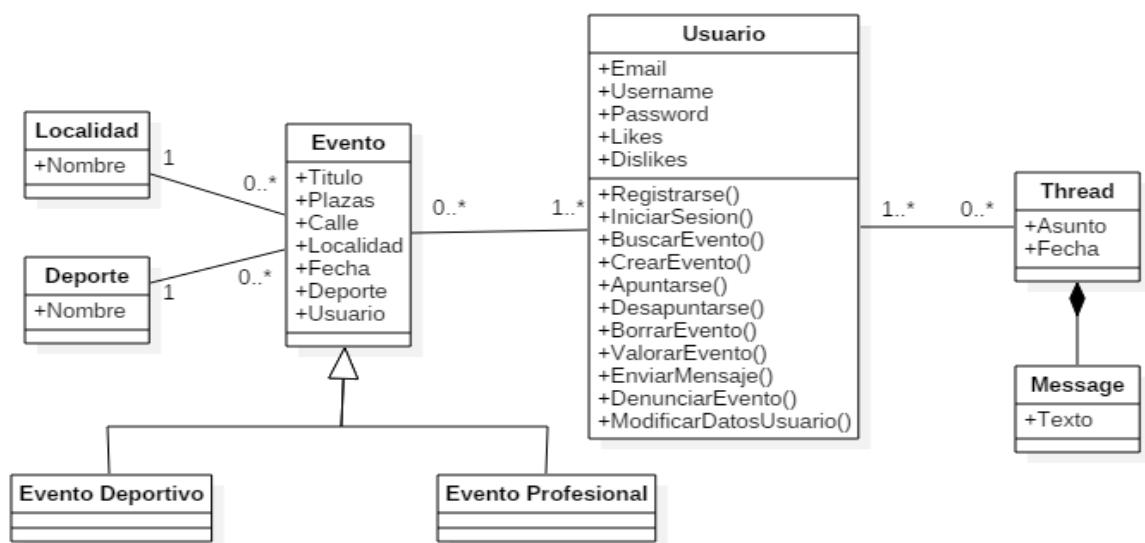 Localidad
+Nombre
1
0..*
Deporte
+Nombre
1
0..*
Evento
+Titulo
+Plazas
+Calle
+Localidad
+Fecha
+Deporte
+Usuario
0..*
1..*
Usuario
+Email
+Username
+Password
+Likes
+Dislikes
+Registrarse()
+IniciarSesion()
+BuscarEvento()
+CrearEvento()
+Apuntarse()
+Desapuntarse()
+BorrarEvento()
+ValorarEvento()
+EnviarMensaje()
+DenunciarEvento()
+ModificarDatosUsuario()
1..*
0..*
Thread
+Asunto
+Fecha
Message
+Texto
Evento Deportivo
Evento Profesional